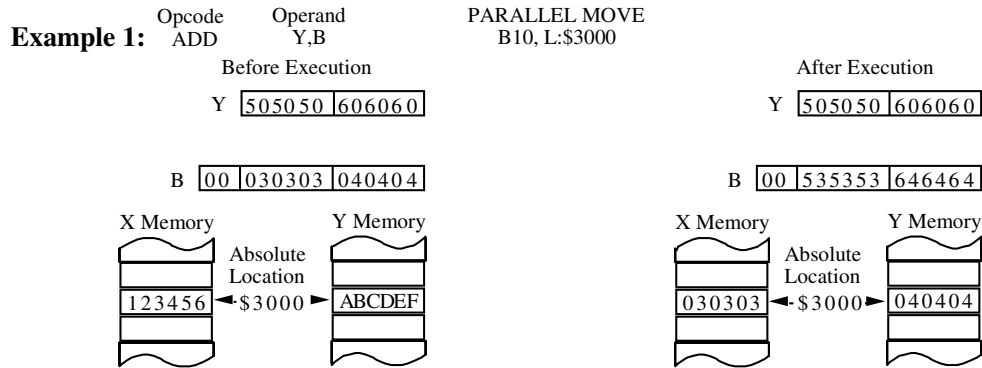 Opcode Operand PARALLEL MOVE
Example 1: ADD Y,B B10, L:$3000
Before Execution After Execution
Y 505050 606060 Y 505050 606060
B 00 030303 040404 B 00 535353 646464
X Memory Y Memory X Memory Y Memory
Absolute Absolute
Location Location
123456 $3000 ABCDEF 030303 $3000 040404